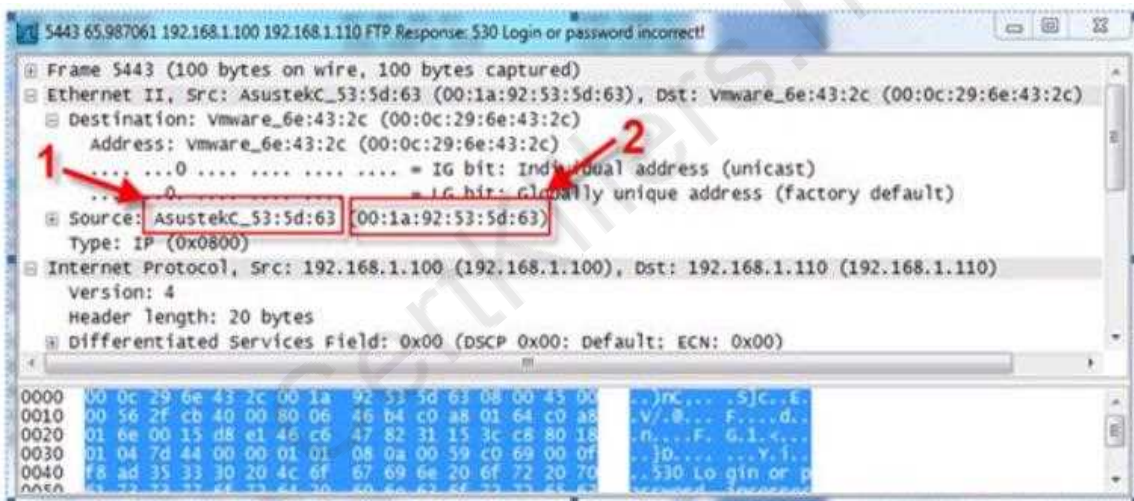 5443 65.987061 192.168.1.100 192.168.1.110 FTP Response: 530 Login or password incorrect!
Frame 5443 (100 bytes on wire, 100 bytes captured)
Ethernet II, Src: AsustekC_53:5d:63 (00:1a:92:53:5d:63), Dst: Vmware_6e:43:2c (00:0c:29:6e:43:2c)
Destination: Vmware_6e:43:2c (00:0c:29:6e:43:2c)
Address: Vmware_6e:43:2c (00:0c:29:6e:43:2c)
.... ...0 .... .... .... .... = IG bit: Individual address (unicast)
.... ..0. .... .... .... .... = LG bit: Globally unique address (factory default)
1
2
Source: AsustekC_53:5d:63 (00:1a:92:53:5d:63)
Type: IP (0x0800)
Internet Protocol, Src: 192.168.1.100 (192.168.1.100), Dst: 192.168.1.110 (192.168.1.110)
Version: 4
Header length: 20 bytes
Differentiated Services Field: 0x00 (DSCP 0x00: Default; ECN: 0x00)
0000 00 0c 29 6e 43 2c 00 1a 92 53 5d 63 08 00 45 00 ..)nC,.. .S]c..E.
0010 00 56 2f cb 40 00 80 06 46 b4 c0 a8 01 64 c0 a8 .V/.@... F....d..
0020 01 6e 00 15 d8 e1 46 c6 47 82 31 15 3c c8 80 18 .n....F. G.1.<...
0030 01 04 7d 44 00 00 01 01 08 0a 00 59 c0 69 00 0f ..}D.... ...Y.i..
0040 f8 ad 35 33 30 20 4c 6f 67 69 6e 20 6f 72 20 70 ..530 Lo gin or p
0050